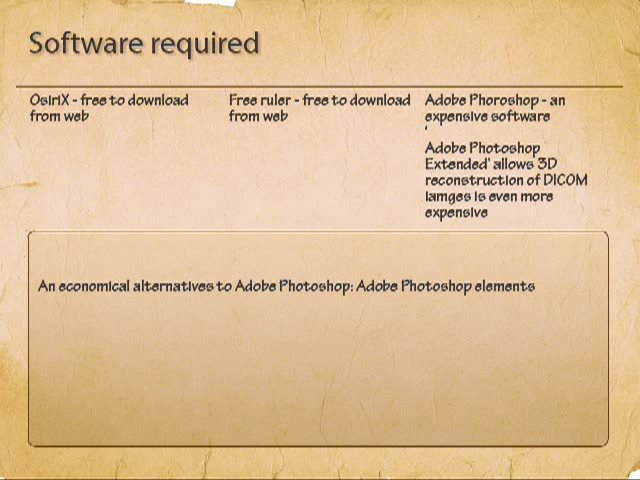 Software required
OsiriX - free to download
from web
Free ruler - free to download
from web
Adobe Phoroshop - an
expensive software
‘
Adobe Photoshop
Extended’ allows 3D
reconstruction of DICOM
iamges is even more
expensive
An economical alternatives to Adobe Photoshop: Adobe Photoshop elements